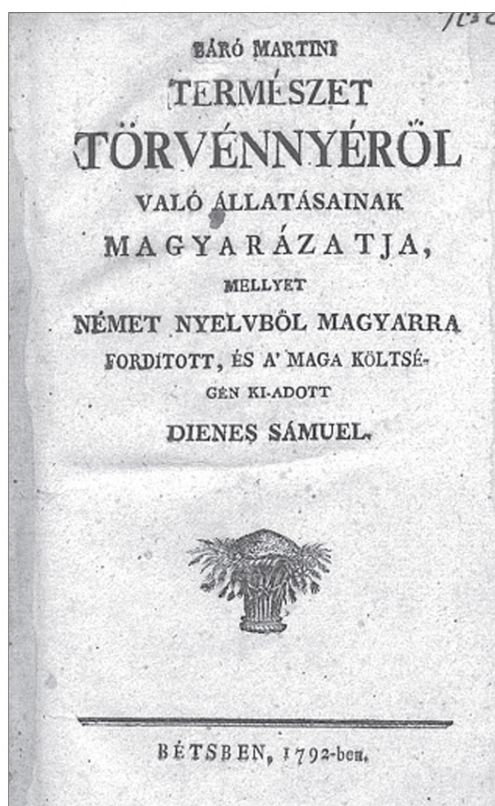 BÁRÓ MARTINI
TERMÉSZET
TÖRVÉNNYÉRŐL
VALÓ ÁLLATÁSAINAK
MAGYARÁZATJA,
MELLYET
NÉMET NYELVBŐL MAGYARRA
FORDÍTOTT, ÉS A' MAGA KÖLTSÉ-
GÉN KI-ADOTT
DIENES SÁMUEL.
BÉTSBEN, 1792-ben.